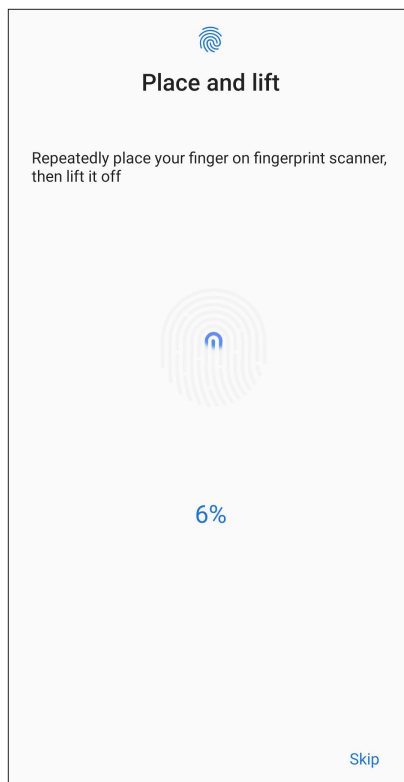 Place and lift
Repeatedly place your finger on fingerprint scanner,
then lift it off
6%
Skip